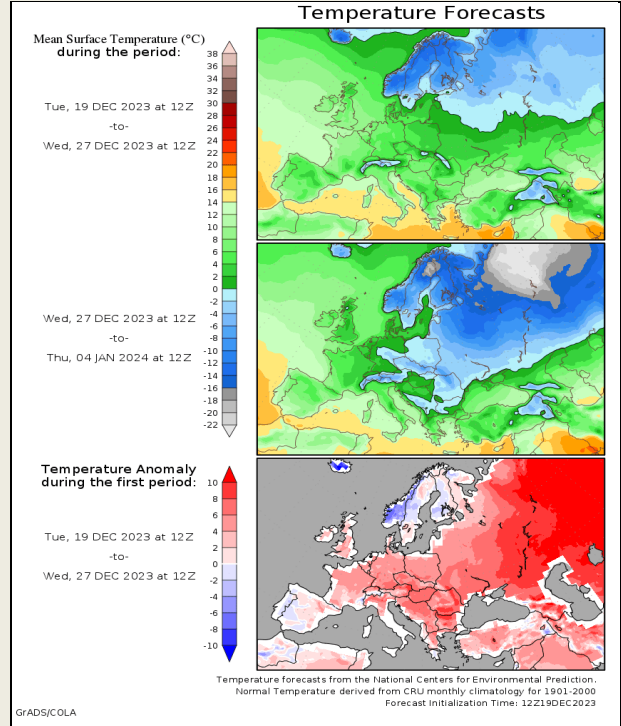 Temperature Forecasts
Mean Surface Temperature (°C)
during the period:
38
36
34
32
30
28
26
24
22
20
18
16
14
12
10
8
6
4
2
0
-2
-4
-6
-8
-10
-12
-14
-16
-18
-20
-22
Tue, 19 DEC 2023 at 12Z
-to-
Wed, 27 DEC 2023 at 12Z
Wed, 27 DEC 2023 at 12Z
-to-
Thu, 04 JAN 2024 at 12Z
Temperature Anomaly
during the first period:
10
8
6
4
2
0
-2
-4
-6
-8
-10
Tue, 19 DEC 2023 at 12Z
-to-
Wed, 27 DEC 2023 at 12Z
Temperature forecasts from the National Centers for Environmental Prediction.
Normal Temperature derived from CRU monthly climatology for 1901-2000
Forecast Initialization Time: 12Z19DEC2023
GrADS/COLA